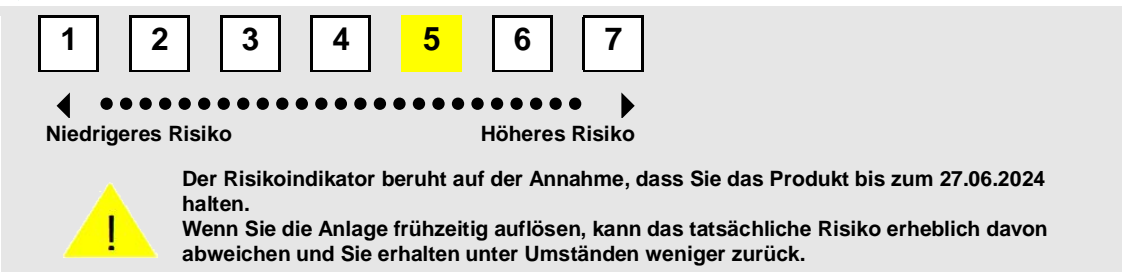 1 2 3 4 5 6 7
Niedrigeres Risiko Höheres Risiko
Der Risikoindikator beruht auf der Annahme, dass Sie das Produkt bis zum 27.06.2024
halten.
Wenn Sie die Anlage frühzeitig auflösen, kann das tatsächliche Risiko erheblich davon
abweichen und Sie erhalten unter Umständen weniger zurück.
!